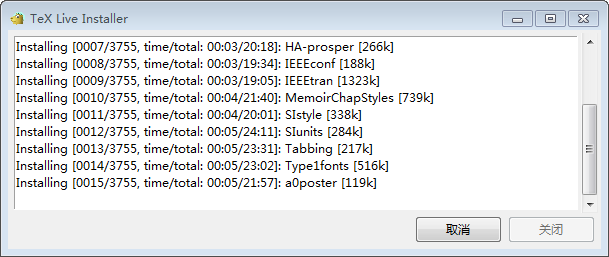 TeX Live Installer
Installing [0007/3755, time/total: 00:03/20:18]: HA-prosper [266k]
Installing [0008/3755, time/total: 00:03/19:34]: IEEEconf [188k]
Installing [0009/3755, time/total: 00:03/19:05]: IEEEtran [1323k]
Installing [0010/3755, time/total: 00:04/21:40]: MemoirChapStyles [739k]
Installing [0011/3755, time/total: 00:04/20:01]: SIstyle [338k]
Installing [0012/3755, time/total: 00:05/24:11]: SIunits [284k]
Installing [0013/3755, time/total: 00:05/23:31]: Tabbing [217k]
Installing [0014/3755, time/total: 00:05/23:02]: Type1fonts [516k]
Installing [0015/3755, time/total: 00:05/21:57]: a0poster [119k]
取消 关闭